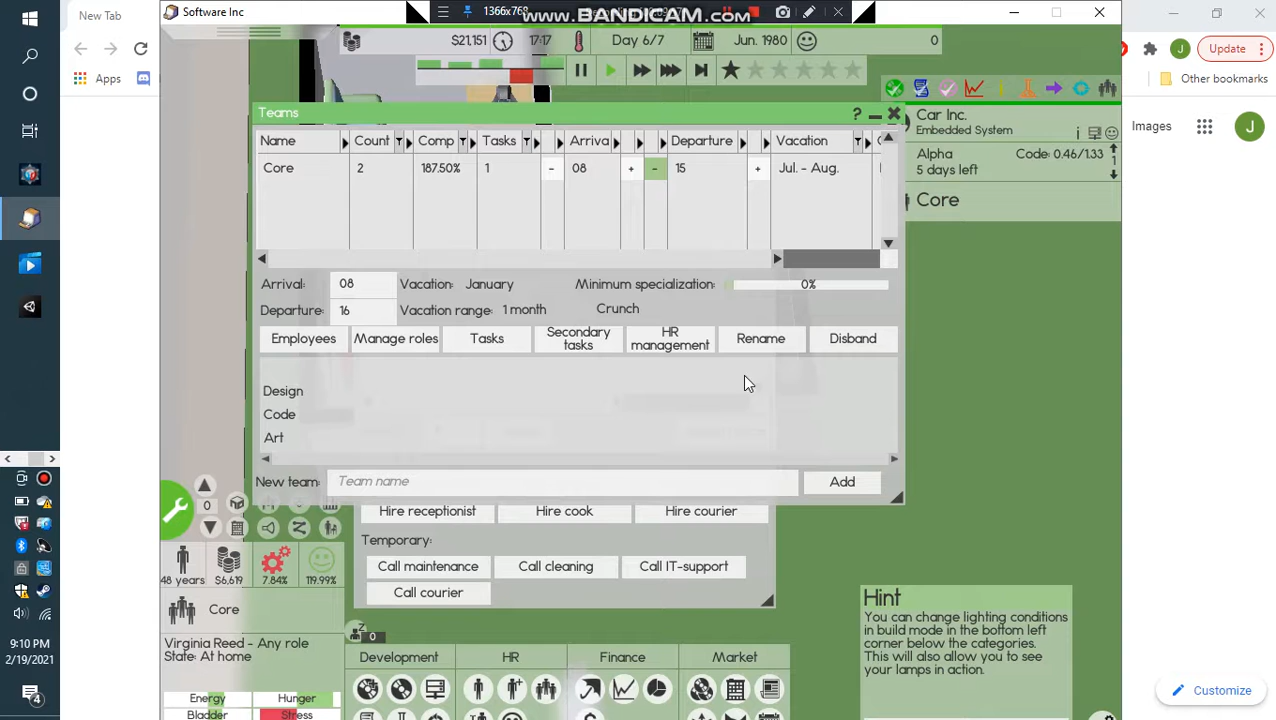 Software Inc
1366x768
www.BANDICAM.com
New Tab
Apps
Update
Other bookmarks
J
$21,151
17:17
Day 6/7
Jun. 1980
0
Teams
?
Name
Count
Comp
Tasks
Arriva
Departure
Vacation
Core
2
187.50%
1
-
08
+
-
15
+
Jul. - Aug.
Car Inc.
Embedded System
Alpha
Code: 0.46/1.33
5 days left
1
Core
Images
J
Arrival:
08
Vacation:
January
Minimum specialization:
0%
Departure:
16
Vacation range:
1 month
Crunch
Employees
Manage roles
Tasks
Secondary tasks
HR management
Rename
Disband
Design
Code
Art
New team:
Team name
Add
0
Hire receptionist
Hire cook
Hire courier
Temporary:
Call maintenance
Call cleaning
Call IT-support
Call courier
48 years
$6,619
7.84%
119.99%
Core
Virginia Reed - Any role
State: At home
Energy
Hunger
Bladder
Stress
0
Development
HR
Finance
Market
Hint
You can change lighting conditions
in build mode in the bottom left
corner below the categories.
This will also allow you to see
your lamps in action.
Customize
9:10 PM
2/19/2021
4